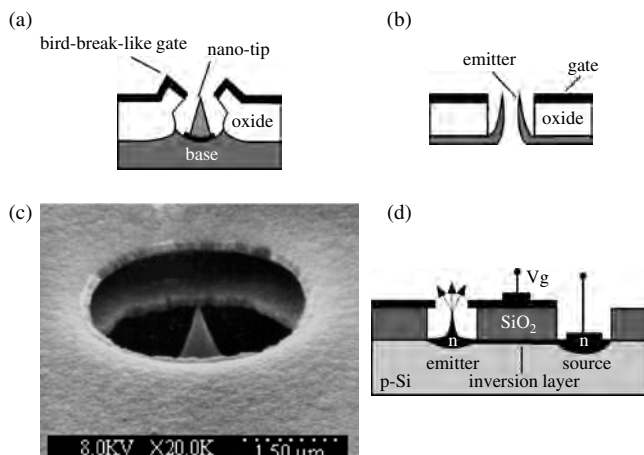 (a)
bird-break-like gate
nano-tip
oxide
base
(b)
emitter
gate
oxide
(c)
8.0KV X20.0K 1.50 µm
(d)
Vg
SiO2
n
n
emitter
source
p-Si
inversion layer